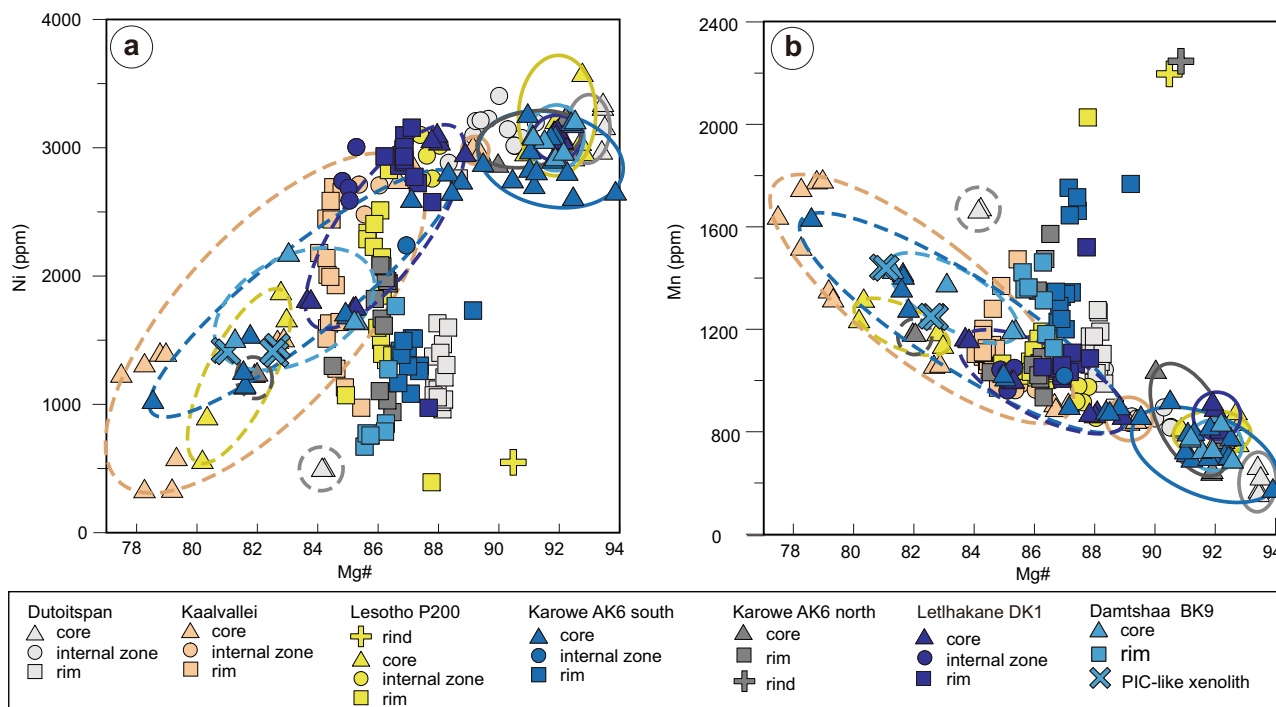 a
b
4000
3000
2000
1000
0
Ni (ppm)
78 80 82 84 86 88 90 92 94
Mg#
2400
2000
1600
1200
800
400
0
Mn (ppm)
78 80 82 84 86 88 90 92 94
Mg#
Dutoitspan
core
internal zone
rim
Kaalvallei
core
internal zone
rim
Lesotho P200
rind
core
internal zone
rim
Karowe AK6 south
core
internal zone
rim
Karowe AK6 north
core
rim
rind
Letlhakane DK1
core
internal zone
rim
Damtshaa BK9
core
rim
PIC-like xenolith